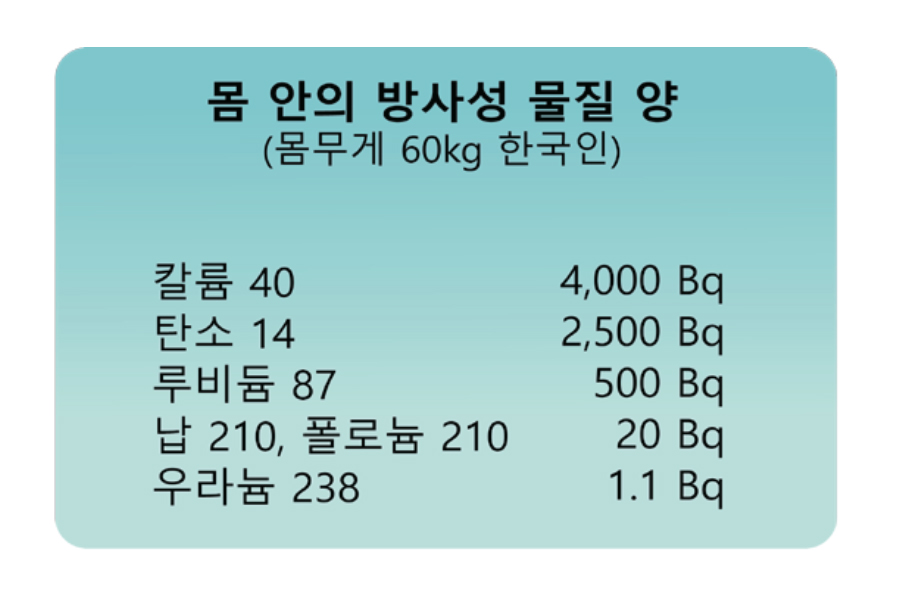 몸 안의 방사성 물질 양
(몸무게 60kg 한국인)
칼륨 40 4,000 Bq
탄소 14 2,500 Bq
루비듐 87 500 Bq
납 210, 폴로늄 210 20 Bq
우라늄 238 1.1 Bq